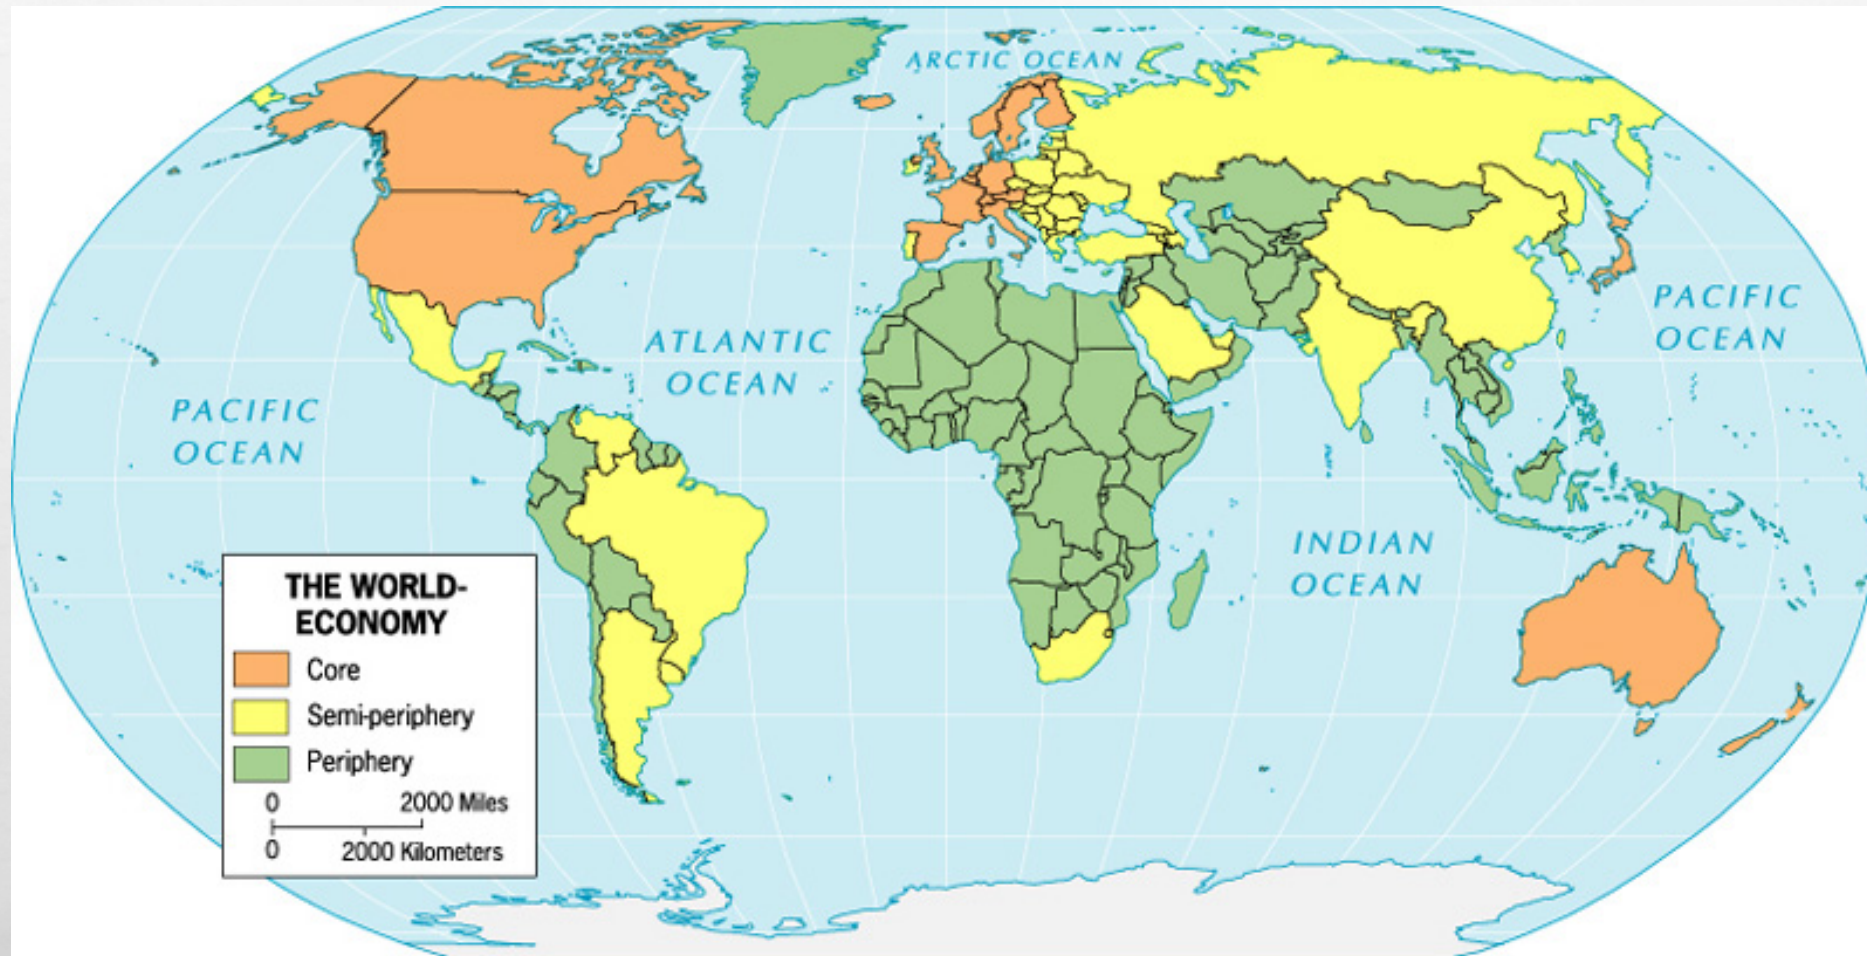 ARCTIC OCEAN
ATLANTIC
OCEAN
PACIFIC
OCEAN
PACIFIC
OCEAN
INDIAN
OCEAN
THE WORLD-
ECONOMY
Core
Semi-periphery
Periphery
0 2000 Miles
0 2000 Kilometers